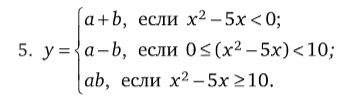 a + b, если x² – 5x < 0;
5. y = { a – b, если 0 ≤ (x² – 5x) < 10;
ab, если x² – 5x ≥ 10.